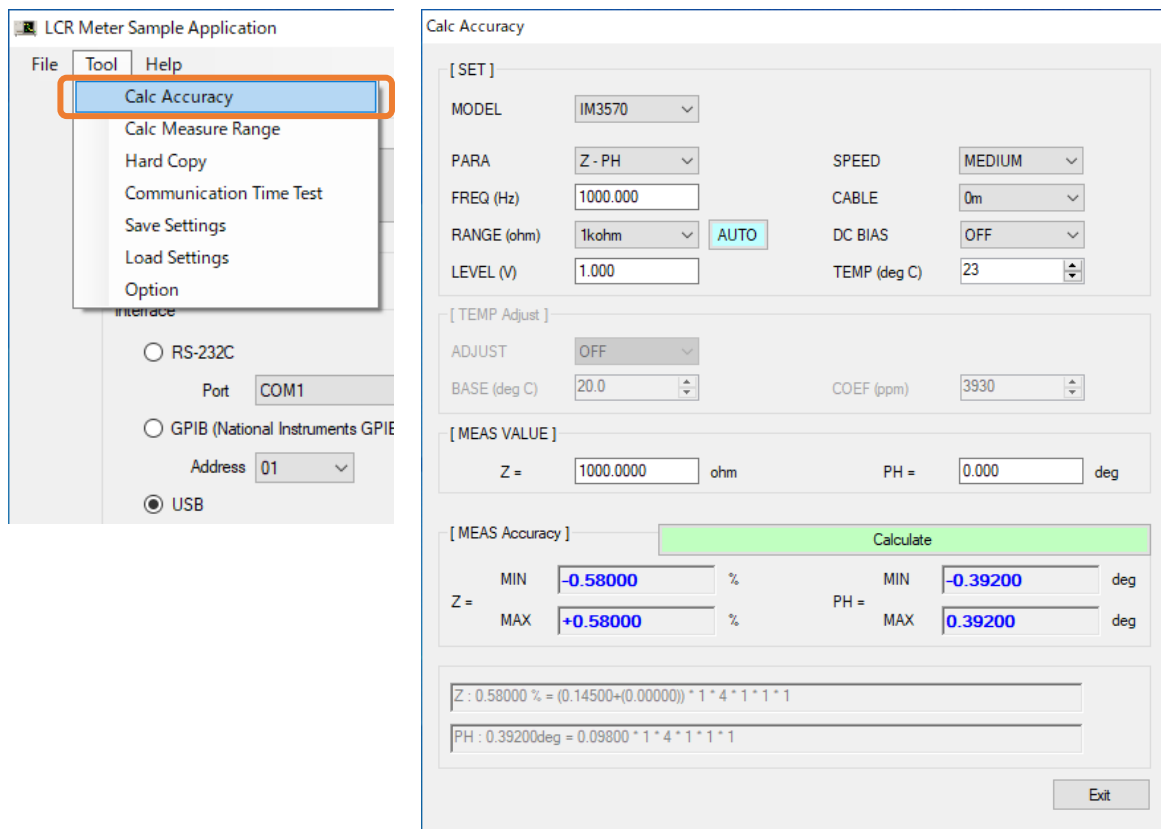 LCR Meter Sample Application
File Tool Help
Calc Accuracy
Calc Measure Range
Hard Copy
Communication Time Test
Save Settings
Load Settings
Option
Interface
RS-232C
Port COM1
GPIB (National Instruments GPIB
Address 01
USB
Calc Accuracy
[ SET ]
MODEL IM3570
PARA Z - PH SPEED MEDIUM
FREQ (Hz) 1000.000 CABLE 0m
RANGE (ohm) 1kohm AUTO DC BIAS OFF
LEVEL (V) 1.000 TEMP (deg C) 23
[ TEMP Adjust ]
ADJUST OFF
BASE (deg C) 20.0 COEF (ppm) 3930
[ MEAS VALUE ]
Z = 1000.0000 ohm PH = 0.000 deg
[ MEAS Accuracy ] Calculate
MIN -0.58000 % MIN -0.39200 deg
Z = PH =
MAX +0.58000 % MAX 0.39200 deg
Z : 0.58000 % = (0.14500+(0.00000)) * 1 * 4 * 1 * 1 * 1
PH : 0.39200deg = 0.09800 * 1 * 4 * 1 * 1 * 1
Exit